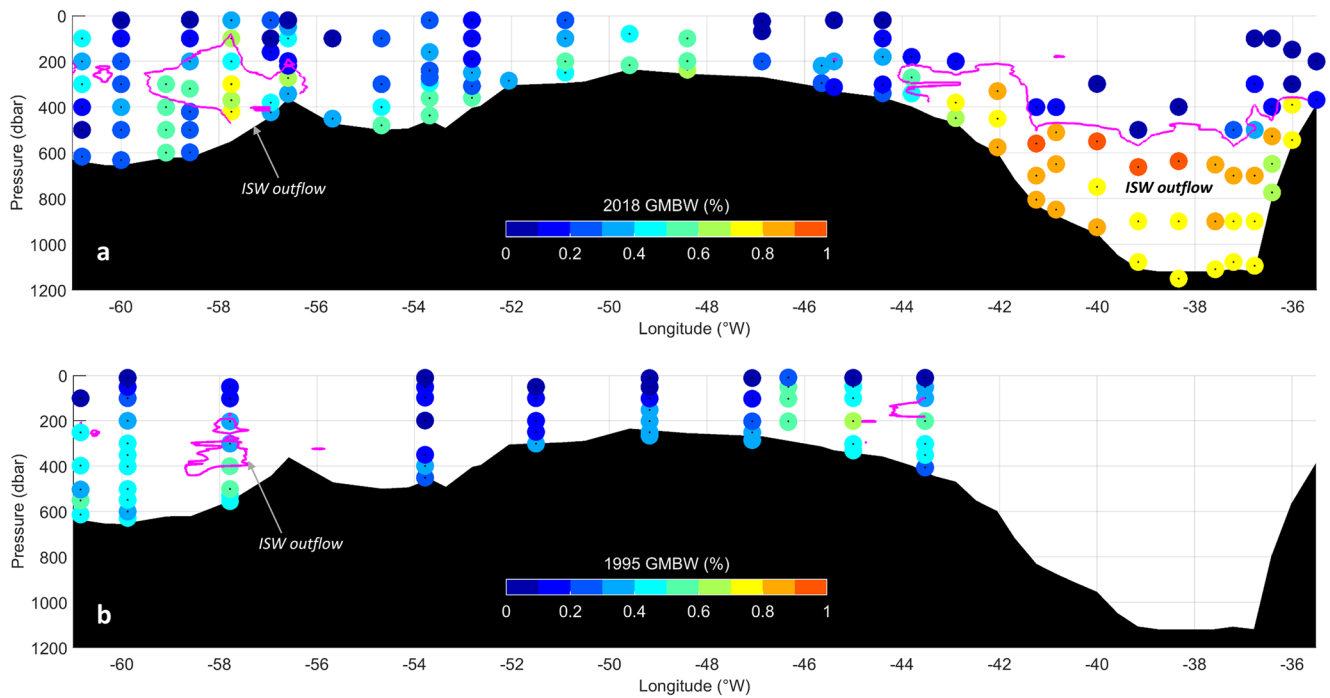 0
200
400
600
800
1000
1200
Pressure (dbar)
ISW outflow
ISW outflow
2018 GMBW (%)
0 0.2 0.4 0.6 0.8 1
a
-60 -58 -56 -54 -52 -50 -48 -46 -44 -42 -40 -38 -36
Longitude (°W)
0
200
400
600
800
1000
1200
Pressure (dbar)
ISW outflow
1995 GMBW (%)
0 0.2 0.4 0.6 0.8 1
b
-60 -58 -56 -54 -52 -50 -48 -46 -44 -42 -40 -38 -36
Longitude (°W)